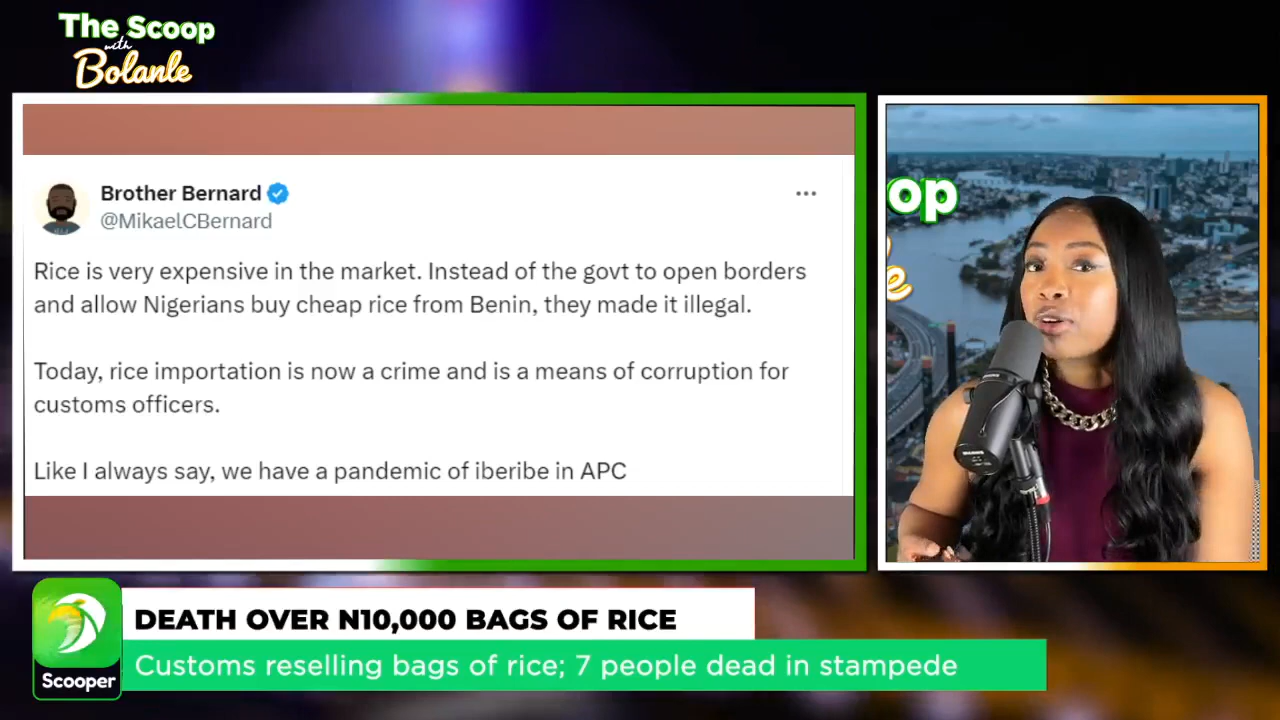 The Scoop
with
Bolanle
Brother Bernard
@MikaelCBernard
Rice is very expensive in the market. Instead of the govt to open borders
and allow Nigerians buy cheap rice from Benin, they made it illegal.
Today, rice importation is now a crime and is a means of corruption for
customs officers.
Like I always say, we have a pandemic of iberibe in APC
op
e
DEATH OVER N10,000 BAGS OF RICE
Customs reselling bags of rice; 7 people dead in stampede
Scooper